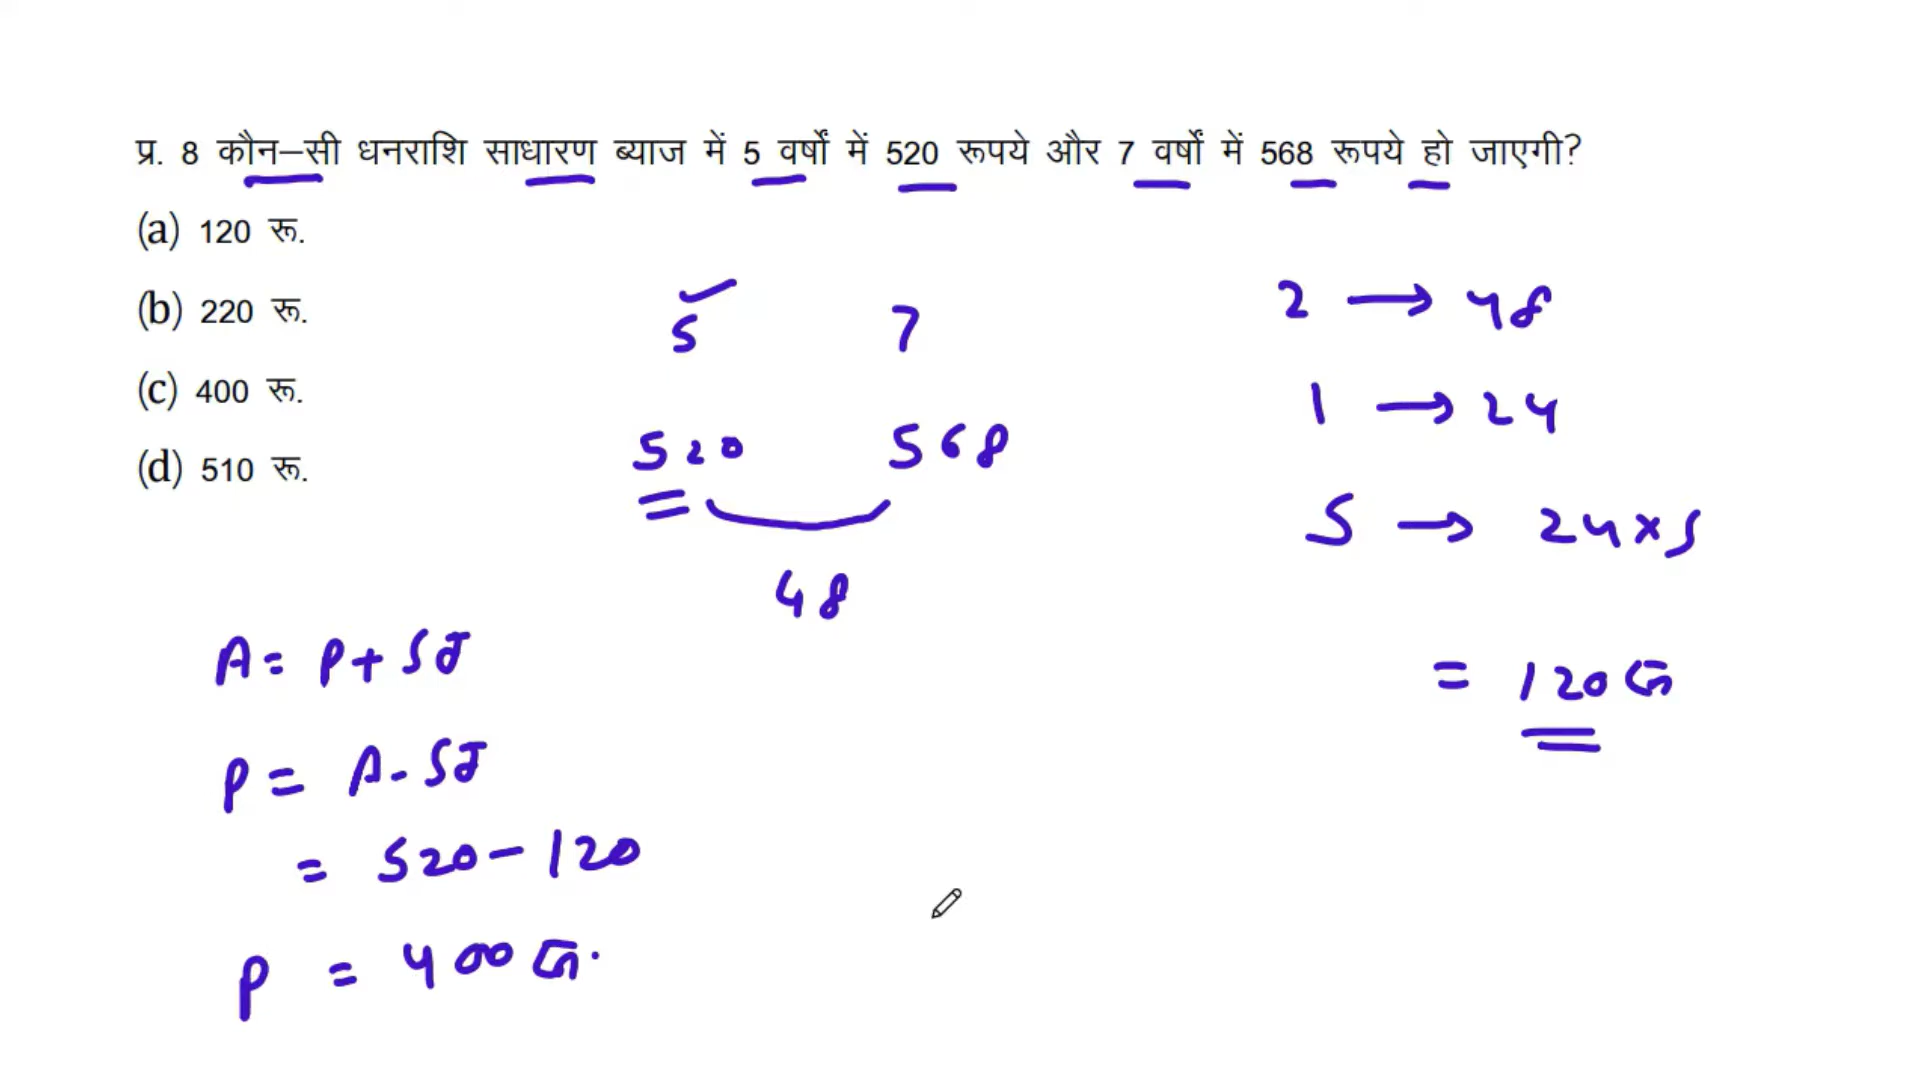 प्र. 8 कौन–सी धनराशि साधारण ब्याज में 5 वर्षों में 520 रूपये और 7 वर्षों में 568 रूपये हो जाएगी?
(a) 120 रू.
(b) 220 रू.
(c) 400 रू.
(d) 510 रू.
5 7
520 568
48
2 → 48
1 → 24
5 → 24×5
= 120 रू
A = P + SI
P = A - SI
= 520 - 120
P = 400 रू.